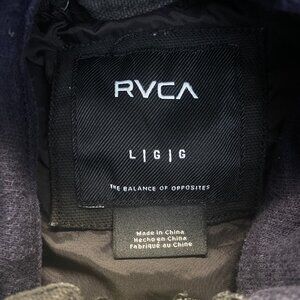 RVCA
L | G | G
THE BALANCE OF OPPOSITES
Made in China
Hecho en China
Fabriqué au Chine